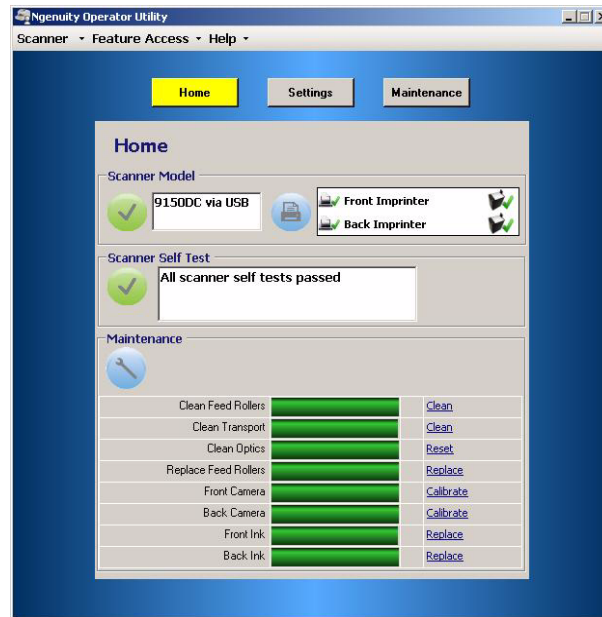 Ngenuity Operator Utility
Scanner Feature Access Help
Home Settings Maintenance
Home
Scanner Model
9150DC via USB
Front Imprinter
Back Imprinter
Scanner Self Test
All scanner self tests passed
Maintenance
Clean Feed Rollers Clean
Clean Transport Clean
Clean Optics Reset
Replace Feed Rollers Replace
Front Camera Calibrate
Back Camera Calibrate
Front Ink Replace
Back Ink Replace